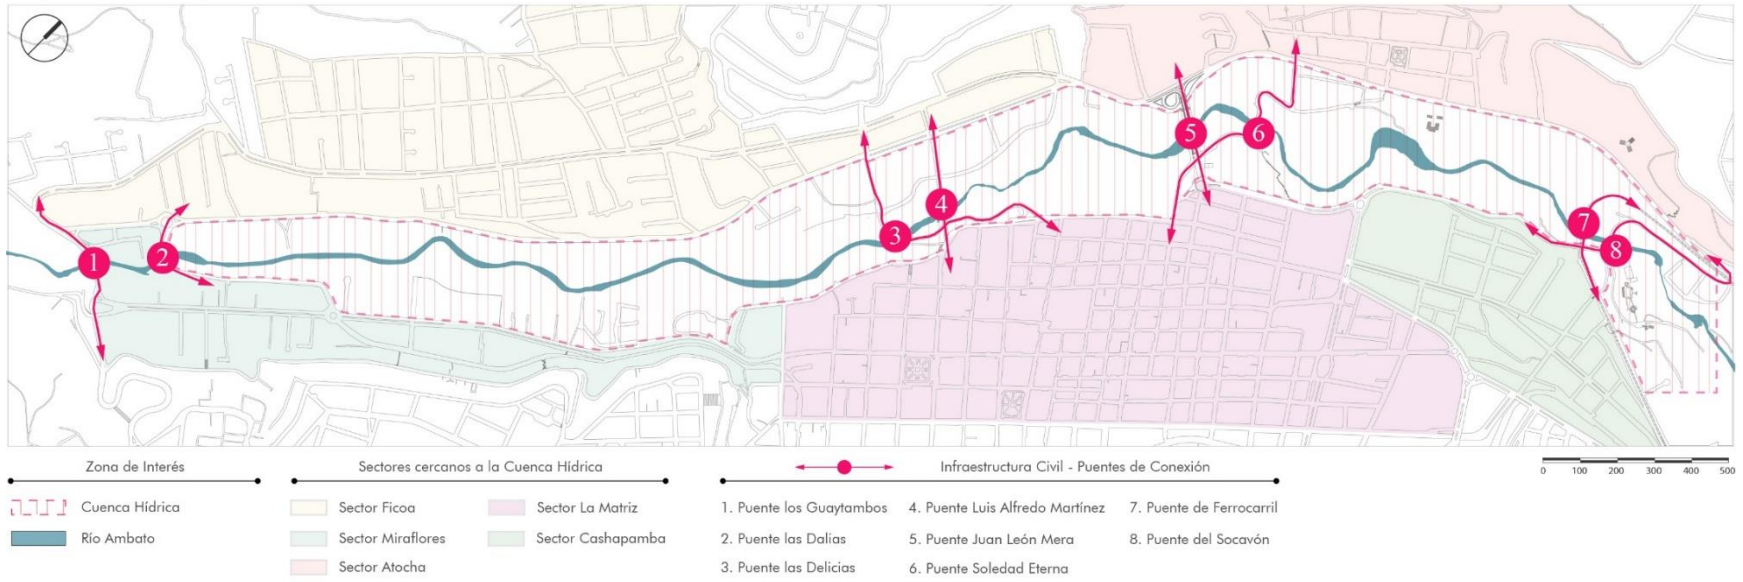 1
2
3
4
5
6
7
8
Zona de Interés
Cuenca Hídrica
Río Ambato
Sectores cercanos a la Cuenca Hídrica
Sector Ficoa
Sector Miraflores
Sector Atocha
Sector La Matriz
Sector Cashapamba
Infraestructura Civil - Puentes de Conexión
1. Puente los Guaytambos
2. Puente las Dalias
3. Puente las Delicias
4. Puente Luis Alfredo Martínez
5. Puente Juan León Mera
6. Puente Soledad Eterna
7. Puente de Ferrocarril
8. Puente del Socavón
0 100 200 300 400 500